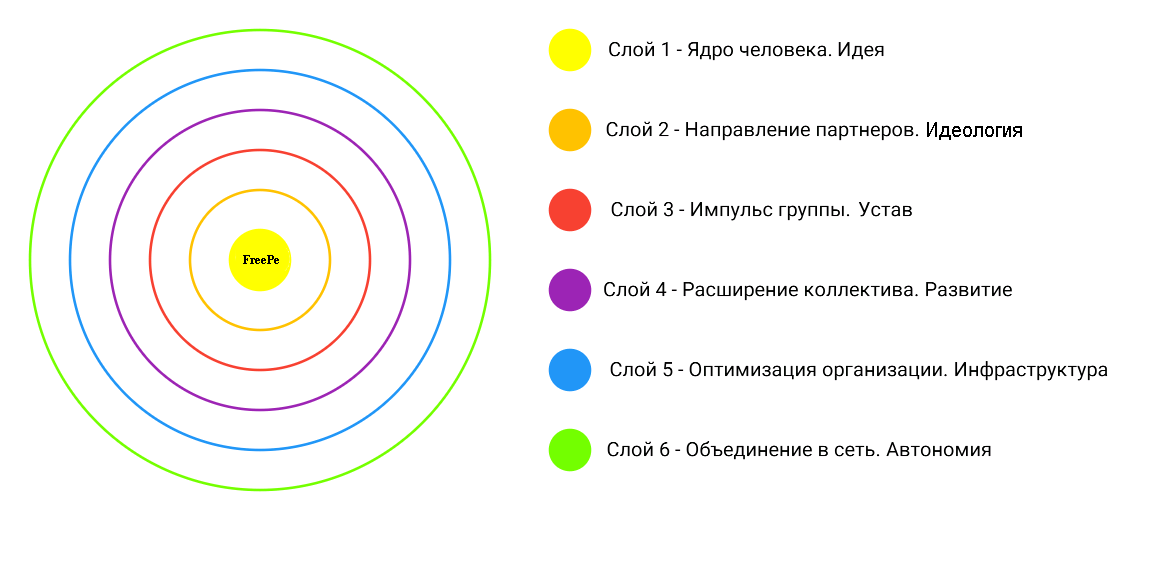 FreePe
Слой 1 - Ядро человека. Идея
Слой 2 - Направление партнеров. Идеология
Слой 3 - Импульс группы. Устав
Слой 4 - Расширение коллектива. Развитие
Слой 5 - Оптимизация организации. Инфраструктура
Слой 6 - Объединение в сеть. Автономия